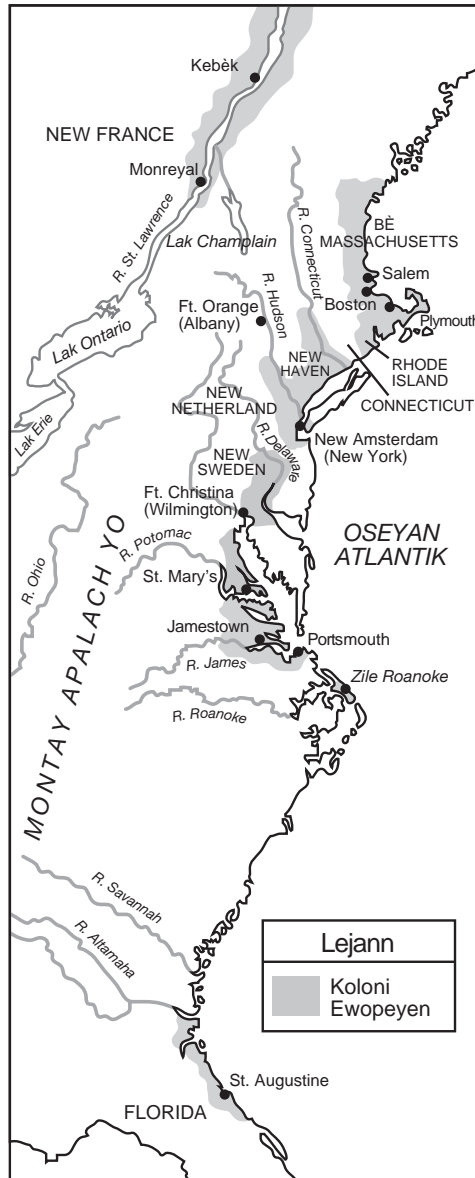 Kebèk
NEW FRANCE
Monreyal
R. St. Lawrence
Lak Champlain
R. Connecticut
BÈ
MASSACHUSETTS
Salem
Boston
Plymouth
R. Hudson
Ft. Orange
(Albany)
Lak Ontario
NEW
HAVEN
RHODE
ISLAND
CONNECTICUT
Lak Erie
NEW
NETHERLAND
R. Delaware
New Amsterdam
(New York)
NEW
SWEDEN
Ft. Christina
(Wilmington)
OSEYAN
ATLANTIK
R. Ohio
R. Potomac
St. Mary's
MONTAY APALACH YO
Jamestown
Portsmouth
R. James
Zile Roanoke
R. Roanoke
R. Savannah
R. Altamaha
Lejann
Koloni
Ewopeyen
St. Augustine
FLORIDA